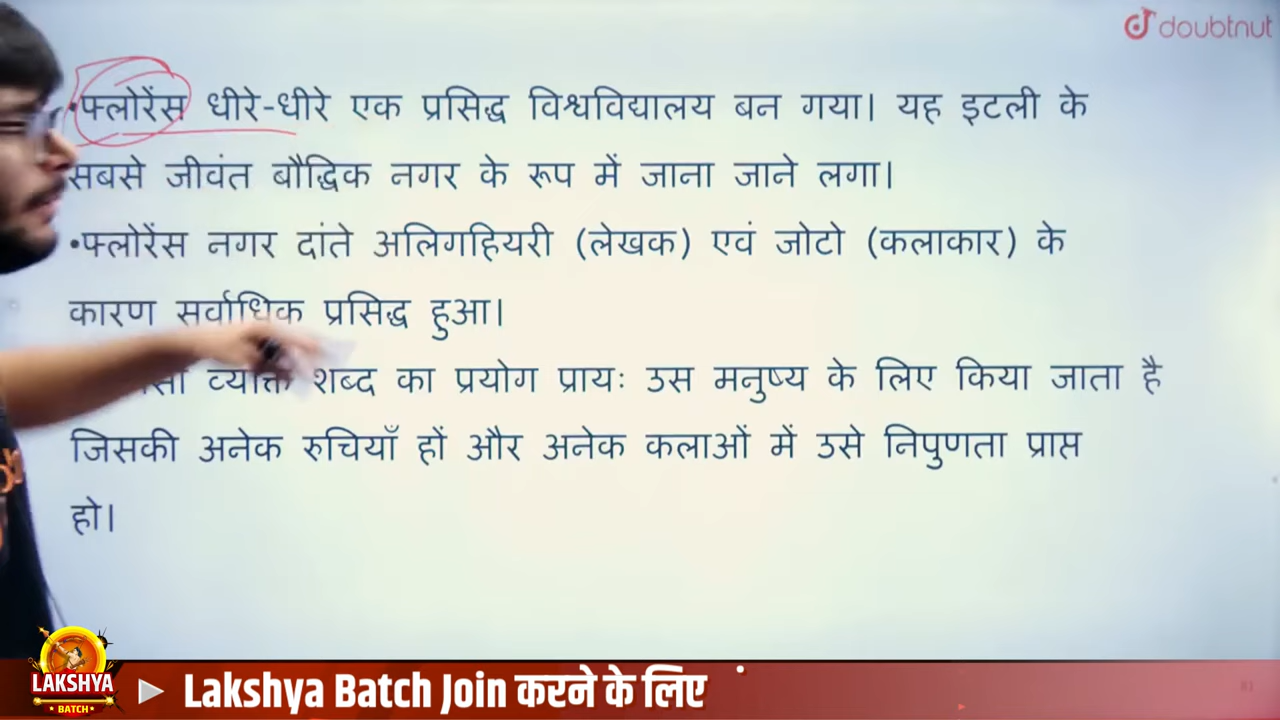 doubtnut
•फ्लोरेंस धीरे-धीरे एक प्रसिद्ध विश्वविद्यालय बन गया। यह इटली के
सबसे जीवंत बौद्धिक नगर के रूप में जाना जाने लगा।
•फ्लोरेंस नगर दांते अलिगहियरी (लेखक) एवं जोटो (कलाकार) के
कारण सर्वाधिक प्रसिद्ध हुआ।
व्यक्ति शब्द का प्रयोग प्रायः उस मनुष्य के लिए किया जाता है
जिसकी अनेक रुचियाँ हों और अनेक कलाओं में उसे निपुणता प्राप्त
हो।
LAKSHYA
BATCH
Lakshya Batch Join करने के लिए
81